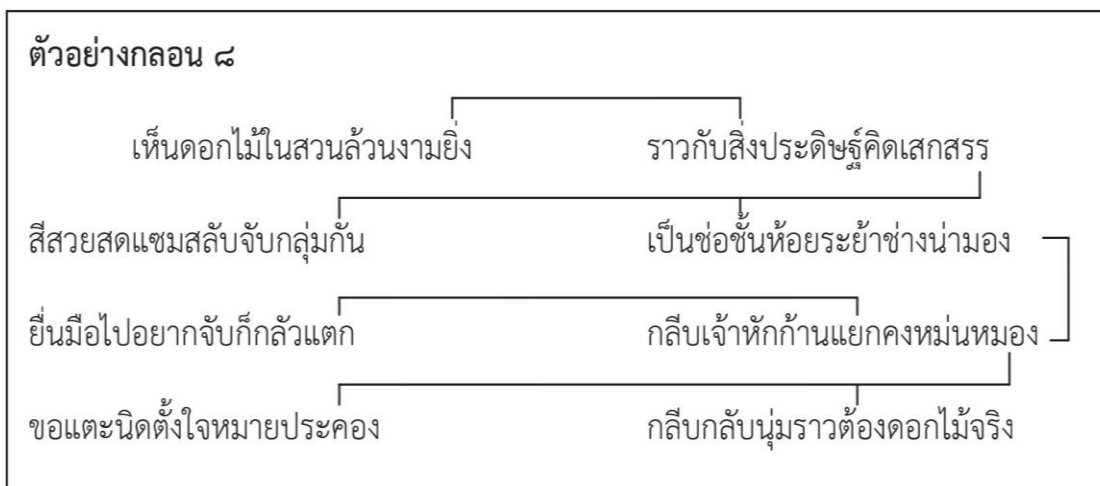 ตัวอย่างกลอน ๘
เห็นดอกไม้ในสวนล้วนงามยิ่ง ราวกับสิ่งประดิษฐ์คิดเสกสรร
สีสวยสดแซมสลับจับกลุ่มกัน เป็นช่อชั้นห้อยระย้าช่างน่ามอง
ยื่นมือไปอยากจับก็กลัวแตก กลีบเจ้าหักก้านแยกคงหม่นหมอง
ขอแตะนิดตั้งใจหมายประคอง กลีบกลับนุ่มราวต้องดอกไม้จริง